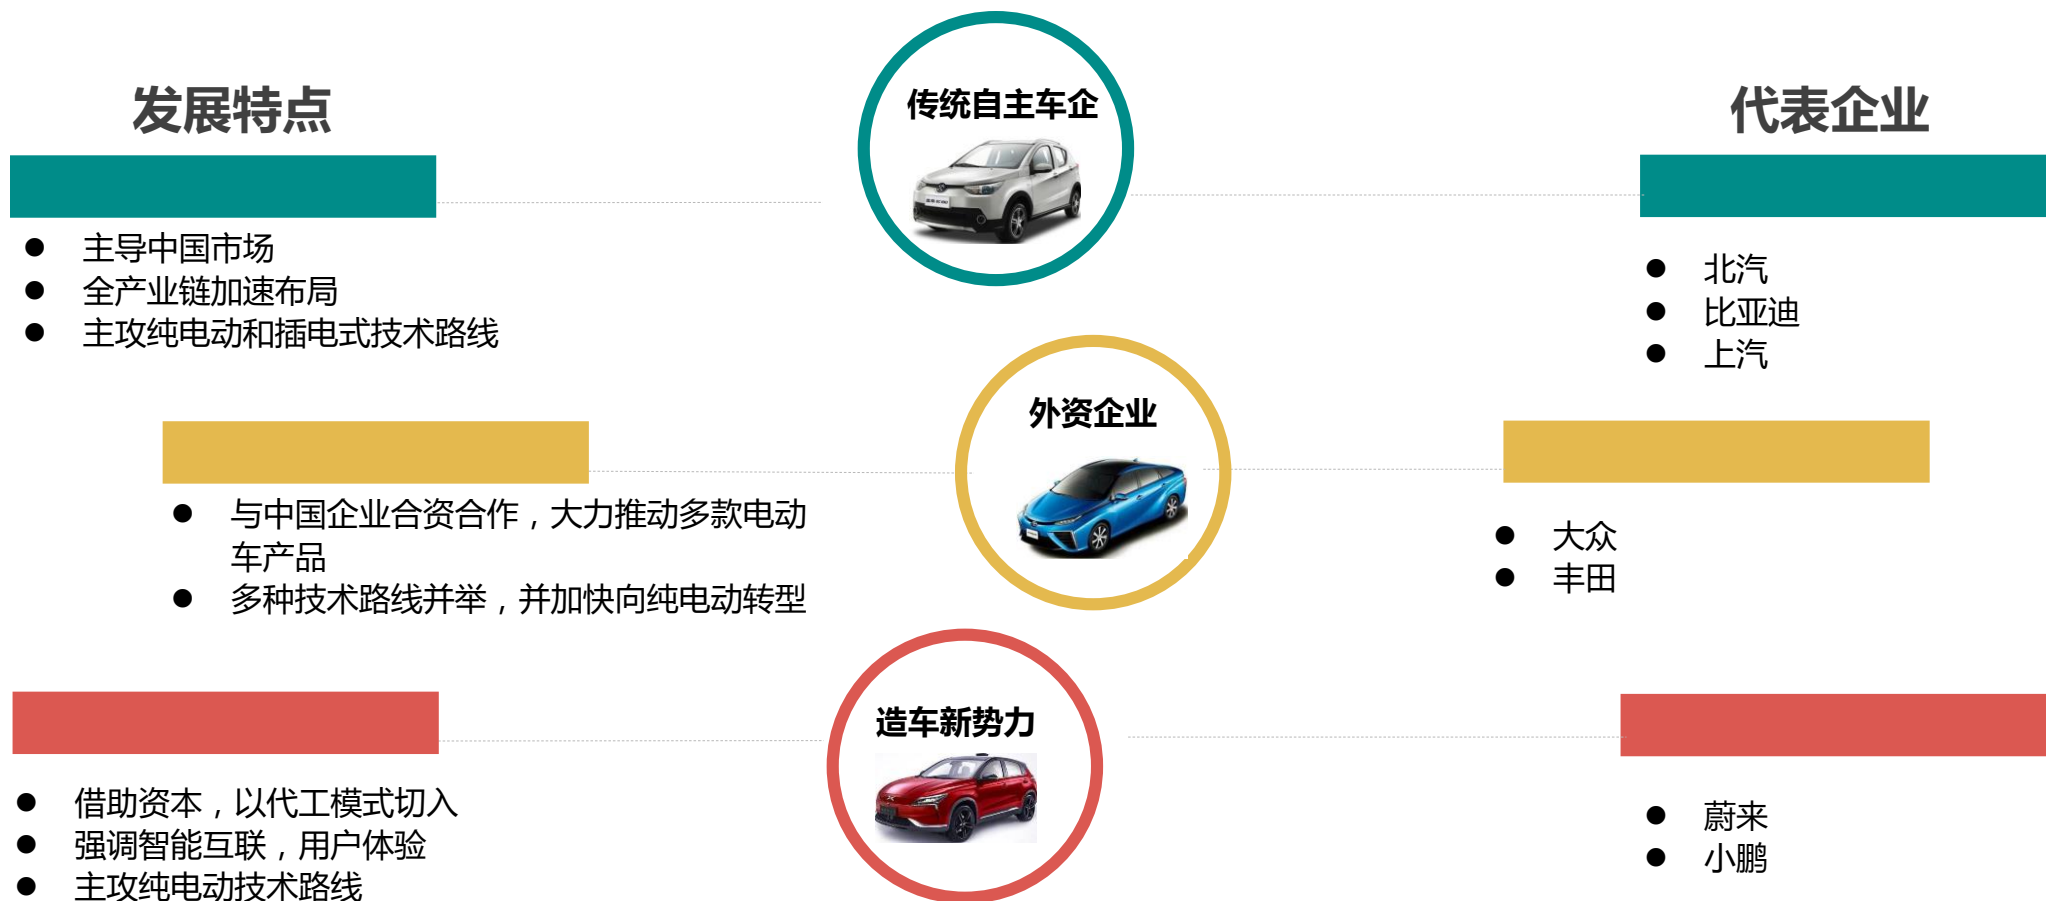 发展特点
传统自主车企
代表企业
主导中国市场
全产业链加速布局
主攻纯电动和插电式技术路线
北汽
比亚迪
上汽
外资企业
与中国企业合资合作，大力推动多款电动
车产品
多种技术路线并举，并加快向纯电动转型
大众
丰田
造车新势力
借助资本，以代工模式切入
强调智能互联，用户体验
主攻纯电动技术路线
蔚来
小鹏